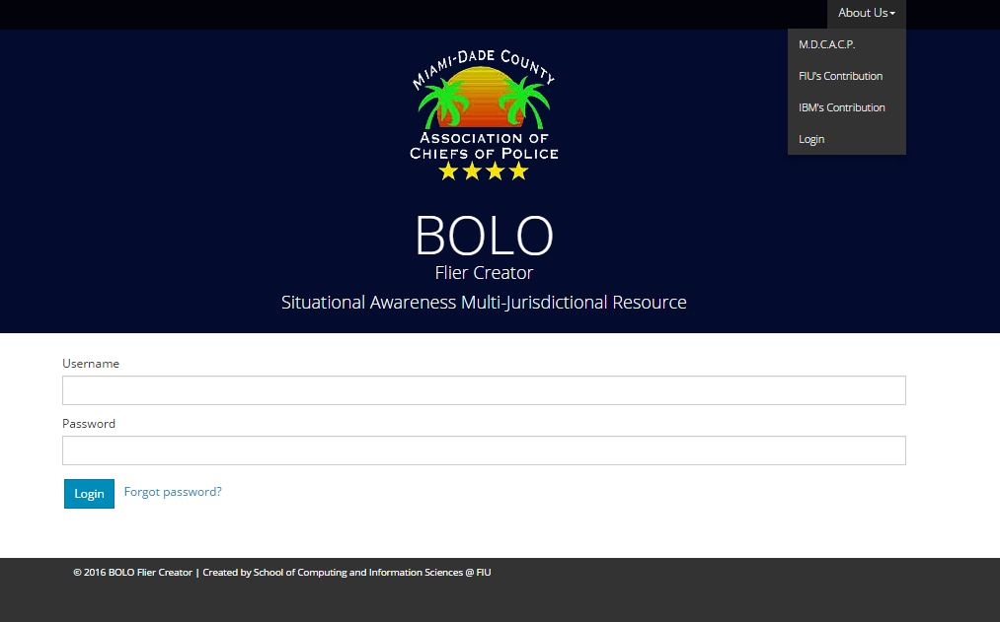 About Us
M.D.C.A.C.P.
FIU's Contribution
IBM's Contribution
Login
MIAMI-DADE COUNTY
ASSOCIATION OF
CHIEFS OF POLICE
BOLO
Flier Creator
Situational Awareness Multi-Jurisdictional Resource
Username
Password
Login Forgot password?
© 2016 BOLO Flier Creator | Created by School of Computing and Information Sciences @ FIU